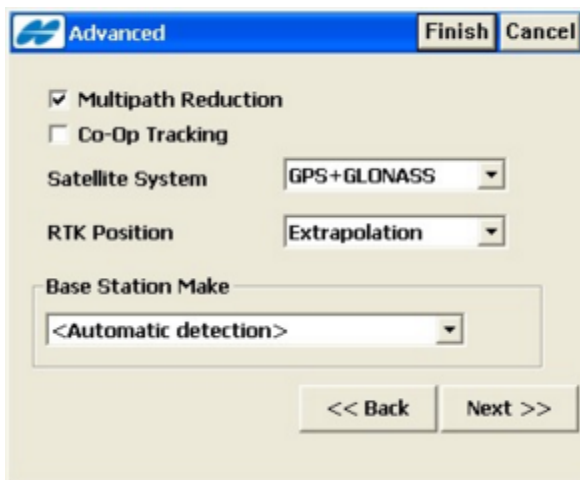 Advanced Finish Cancel
Multipath Reduction
Co-Op Tracking
Satellite System GPS+GLONASS
RTK Position Extrapolation
Base Station Make
<Automatic detection>
<< Back Next >>